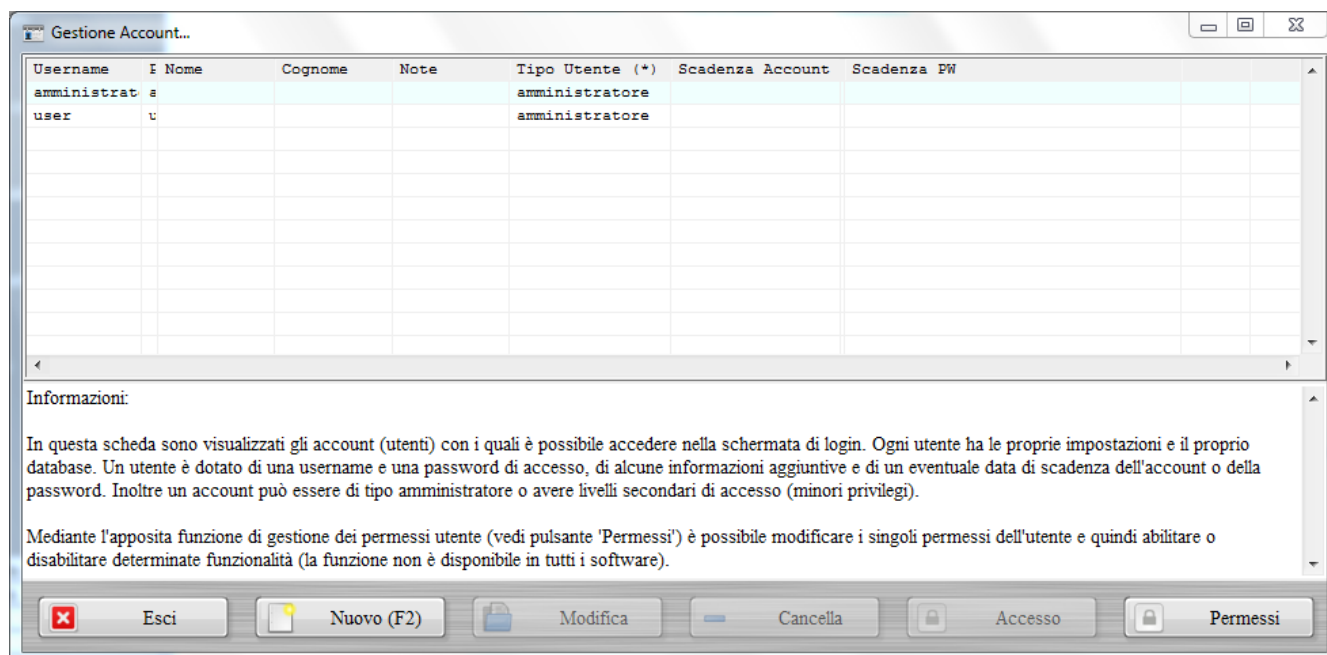 Gestione Account...
Username P Nome Cognome Note Tipo Utente (*) Scadenza Account Scadenza PW
amministrat a amministratore
user u amministratore
Informazioni:
In questa scheda sono visualizzati gli account (utenti) con i quali è possibile accedere nella schermata di login. Ogni utente ha le proprie impostazioni e il proprio
database. Un utente è dotato di una username e una password di accesso, di alcune informazioni aggiuntive e di un eventuale data di scadenza dell'account o della
password. Inoltre un account può essere di tipo amministratore o avere livelli secondari di accesso (minori privilegi).
Mediante l'apposita funzione di gestione dei permessi utente (vedi pulsante 'Permessi') è possibile modificare i singoli permessi dell'utente e quindi abilitare o
disabilitare determinate funzionalità (la funzione non è disponibile in tutti i software).
Esci Nuovo (F2) Modifica Cancella Accesso Permessi